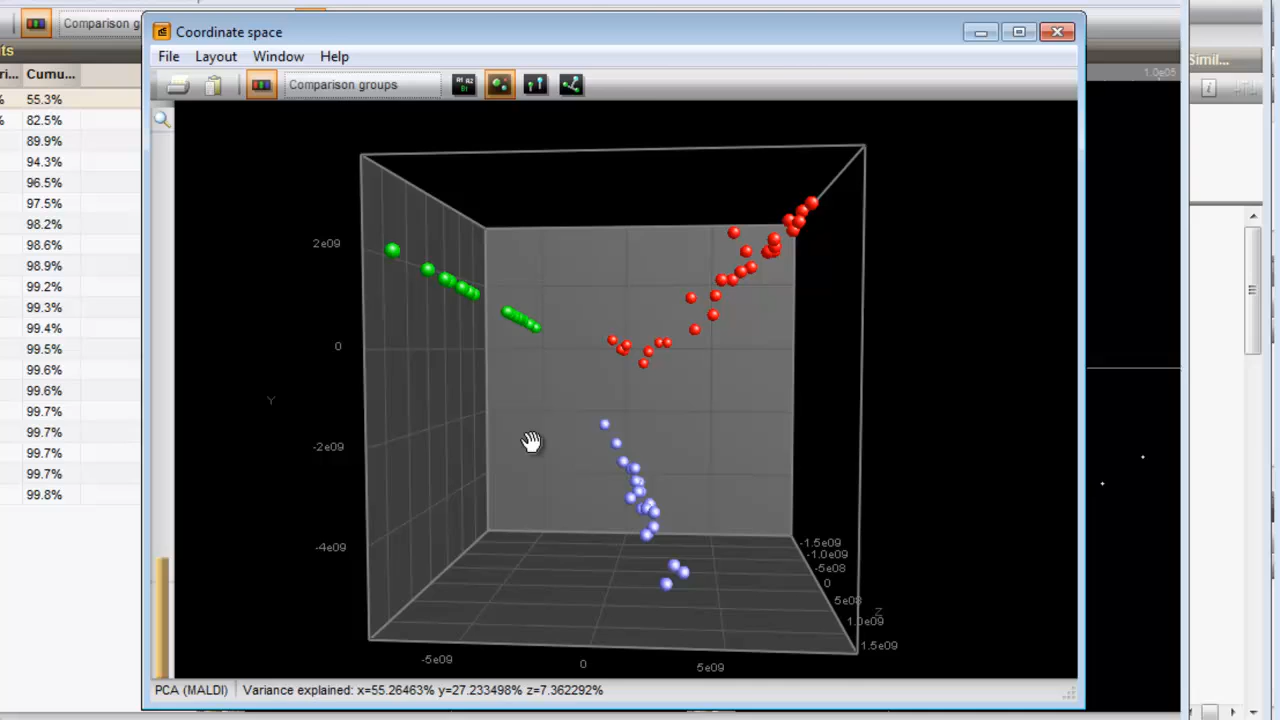 Comparison g
Coordinate space
ts
File Layout Window Help
ri... Cumu...
Simil...
Comparison groups
1.0e05
% 55.3%
% 82.5%
89.9%
94.3%
96.5%
97.5%
98.2%
98.6%
98.9%
99.2%
99.3%
99.4%
99.5%
99.6%
99.6%
99.7%
99.7%
99.7%
99.7%
99.8%
2e09
0
Y
-2e09
-4e09
-1.5e09
-1.0e09
-5e08
0
5e08
Z
1.0e09
1.5e09
-5e09 0 5e09
PCA (MALDI) Variance explained: x=55.26463% y=27.233498% z=7.362292%